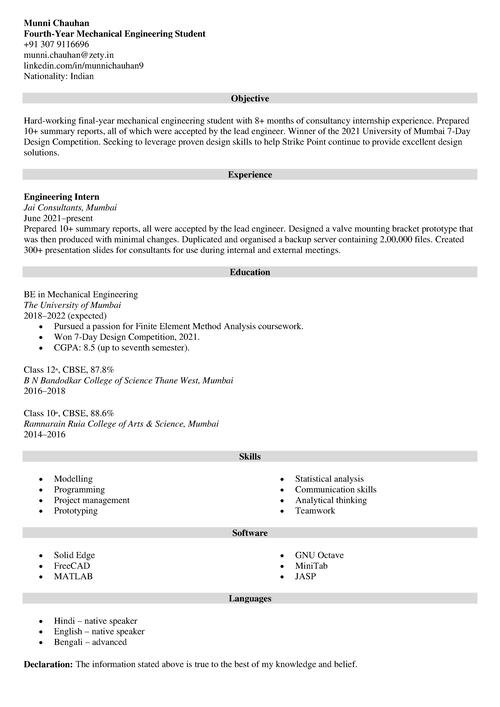 Munni Chauhan
Fourth-Year Mechanical Engineering Student
+91 307 9116696
munni.chauhan@zety.in
linkedin.com/in/munnichauhan9
Nationality: Indian
Objective
Hard-working final-year mechanical engineering student with 8+ months of consultancy internship experience. Prepared
10+ summary reports, all of which were accepted by the lead engineer. Winner of the 2021 University of Mumbai 7-Day
Design Competition. Seeking to leverage proven design skills to help Strike Point continue to provide excellent design
solutions.
Experience
Engineering Intern
Jai Consultants, Mumbai
June 2021–present
Prepared 10+ summary reports, all were accepted by the lead engineer. Designed a valve mounting bracket prototype that
was then produced with minimal changes. Duplicated and organised a backup server containing 2,00,000 files. Created
300+ presentation slides for consultants for use during internal and external meetings.
Education
BE in Mechanical Engineering
The University of Mumbai
2018–2022 (expected)
• Pursued a passion for Finite Element Method Analysis coursework.
• Won 7-Day Design Competition, 2021.
• CGPA: 8.5 (up to seventh semester).
Class 12ᵗʰ, CBSE, 87.8%
B N Bandodkar College of Science Thane West, Mumbai
2016–2018
Class 10ᵗʰ, CBSE, 88.6%
Ramnarain Ruia College of Arts & Science, Mumbai
2014–2016
Skills
• Modelling
• Programming
• Project management
• Prototyping
• Statistical analysis
• Communication skills
• Analytical thinking
• Teamwork
Software
• Solid Edge
• FreeCAD
• MATLAB
• GNU Octave
• MiniTab
• JASP
Languages
• Hindi – native speaker
• English – native speaker
• Bengali – advanced
Declaration: The information stated above is true to the best of my knowledge and belief.